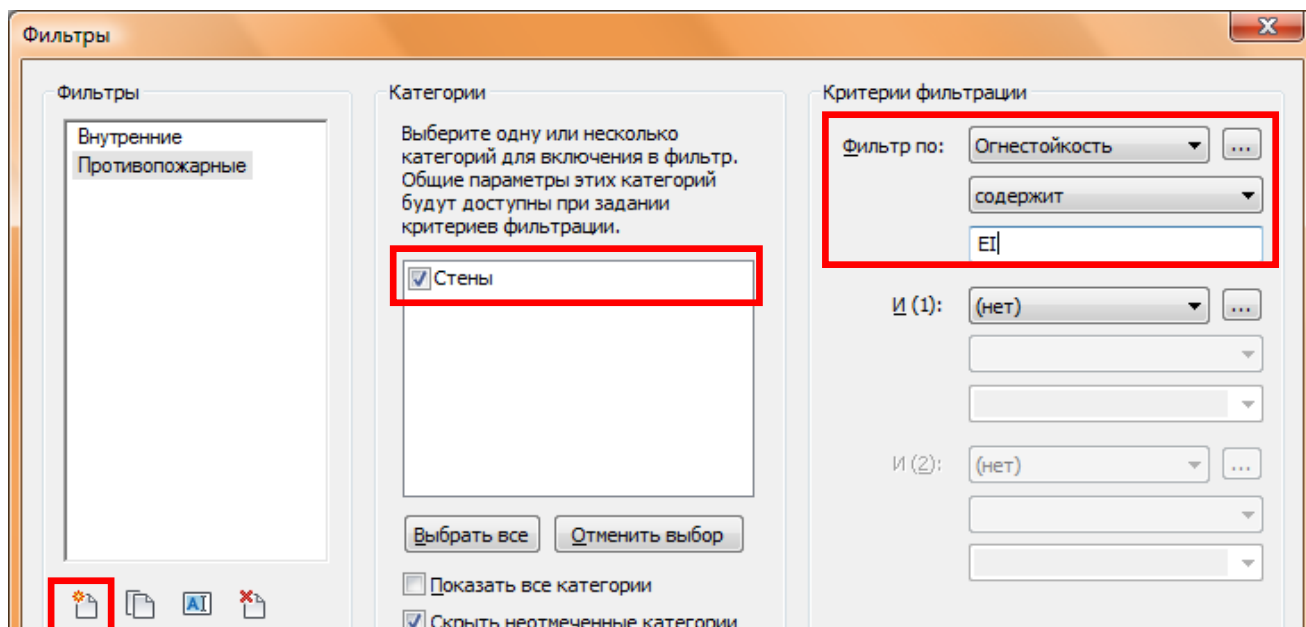 Фильтры
Фильтры
Внутренние
Противопожарные
Категории
Выберите одну или несколько
категорий для включения в фильтр.
Общие параметры этих категорий
будут доступны при задании
критериев фильтрации.
Стены
Выбрать все
Отменить выбор
Показать все категории
Скрыть неотмеченные категории
Критерии фильтрации
Фильтр по:
Огнестойкость
...
содержит
EI
И (1):
(нет)
...
И (2):
(нет)
...